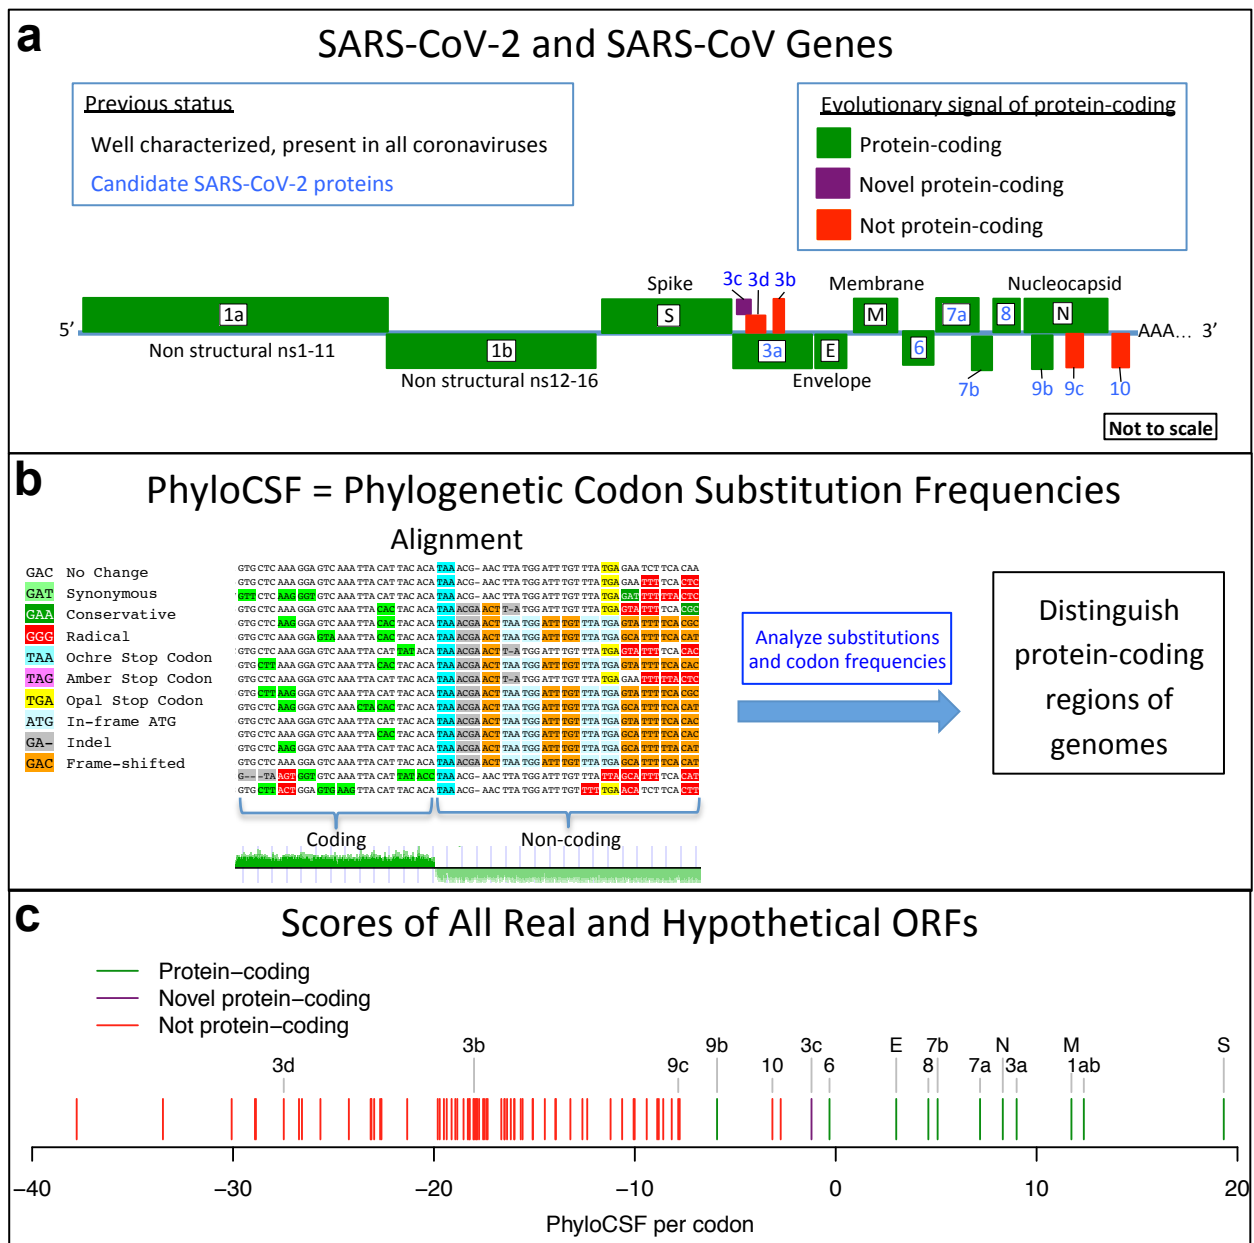 a
SARS-CoV-2 and SARS-CoV Genes
Previous status
Well characterized, present in all coronaviruses
Candidate SARS-CoV-2 proteins
Evolutionary signal of protein-coding
Protein-coding
Novel protein-coding
Not protein-coding
Spike 3c 3d 3b Membrane Nucleocapsid
5’ 1a S M 7a 8 N AAA... 3’
Non structural ns1-11 1b 3a E 6
Non structural ns12-16 Envelope 7b 9b 9c 10
Not to scale
b
PhyloCSF = Phylogenetic Codon Substitution Frequencies
Alignment
GAC No Change
GAT Synonymous
GAA Conservative
GGG Radical
TAA Ochre Stop Codon
TAG Amber Stop Codon
TGA Opal Stop Codon
ATG In-frame ATG
GA- Indel
GAC Frame-shifted
GTGCTC AAAGGAGTCAAATTACATTACACATAAACG-AACTTATGGATTTGTTTATGAGAATCTTCACAA
Coding
Non-coding
Analyze substitutions
and codon frequencies
Distinguish
protein-coding
regions of
genomes
c
Scores of All Real and Hypothetical ORFs
Protein−coding
Novel protein−coding
Not protein−coding
3b 9b 3c E 7b N M S
3d 9c 10 6 8 7a 3a 1ab
−40 −30 −20 −10 0 10 20
PhyloCSF per codon